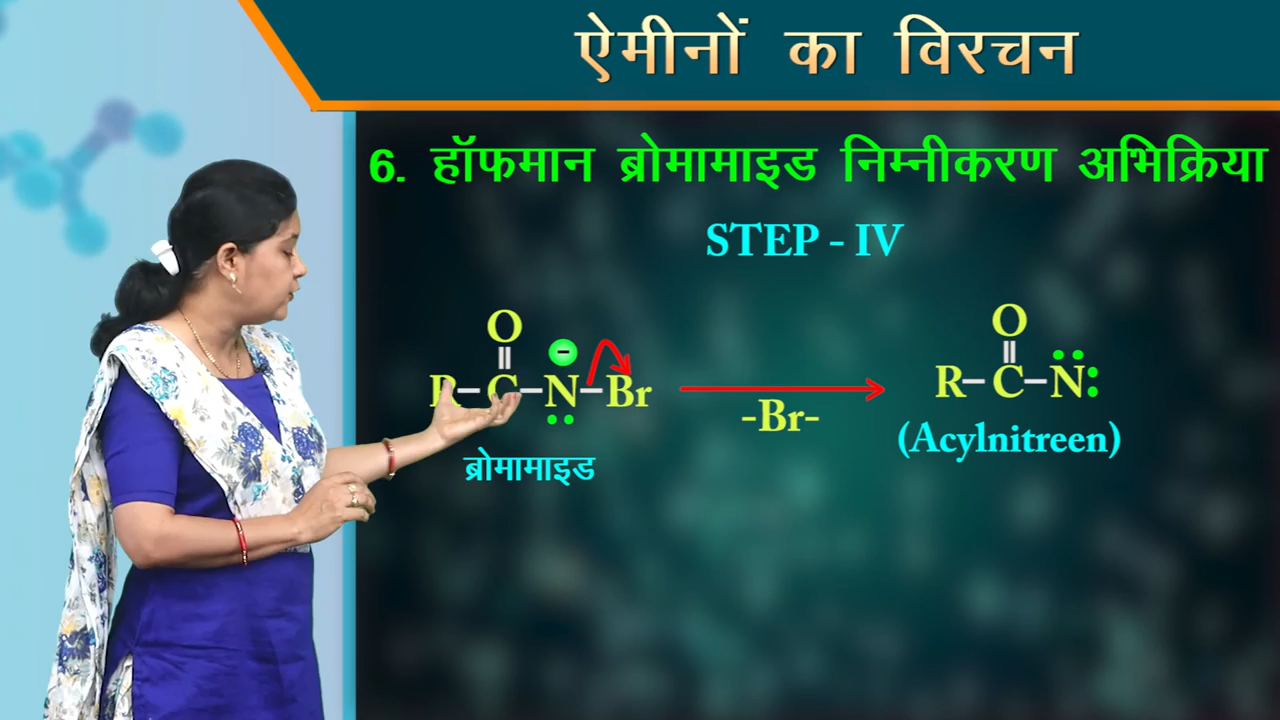 ऐमीनों का विरचन
6. हॉफमान ब्रोमामाइड निम्नीकरण अभिक्रिया
STEP - IV
O
||
R–C–N–Br
-Br-
ब्रोमामाइड
O
||
R–C–N
(Acylnitreen)